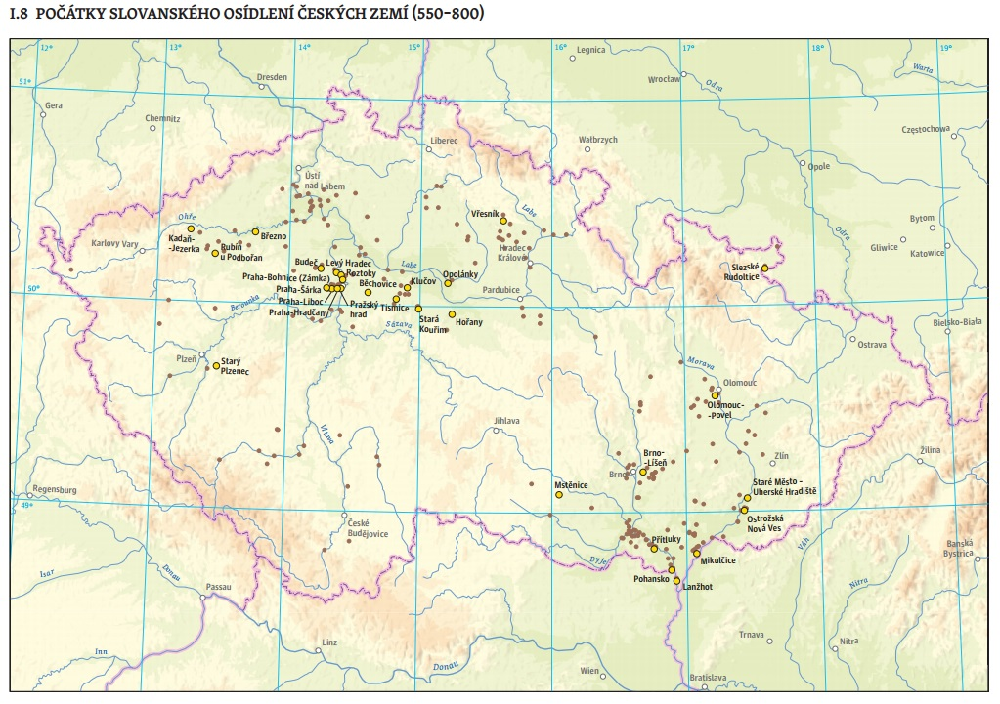 I.8 POČÁTKY SLOVANSKÉHO OSÍDLENÍ ČESKÝCH ZEMÍ (550–800)
12°
13°
14°
15°
16°
17°
18°
19°
Legnica
Wrocław
Odra
Warta
Dresden
51°
Gera
Chemnitz
Częstochowa
Liberec
Wałbrzych
Opole
Ústí
nad Labem
Ohře
Vřesník
Labe
Karlovy Vary
Kadaň-
-Jezerka
Březno
Rubín
u Podbořan
Hradec
Králové
Odra
Bytom
Gliwice
Katowice
Budeč
Levý Hradec
Roztoky
Labe
Opolánky
Slezské
Rudoltice
Praha-Bohnice (Zámka)
Běchovice
Klučov
50°
Praha-Šárka
Pardubice
Praha-Liboc
Berounka
Pražský
hrad
Tismice
Praha-Hradčany
Sázava
Stará
Kouřim
Hořany
Bielsko-Biała
Ostrava
Plzeň
Starý
Plzenec
Morava
Olomouc
Olomouc-
-Povel
Jihlava
Vltava
Brno-
-Líšeň
Brno
Zlín
Žilina
Regensburg
Mstěnice
Staré Město –
Uherské Hradiště
49°
Ostrožská
Nová Ves
České
Budějovice
Přítluky
Váh
Banská
Bystrica
Mikulčice
Dyje
Isar
Donau
Pohansko
Lanžhot
Nitra
Passau
Trnava
Nitra
Linz
Inn
Donau
Wien
Bratislava